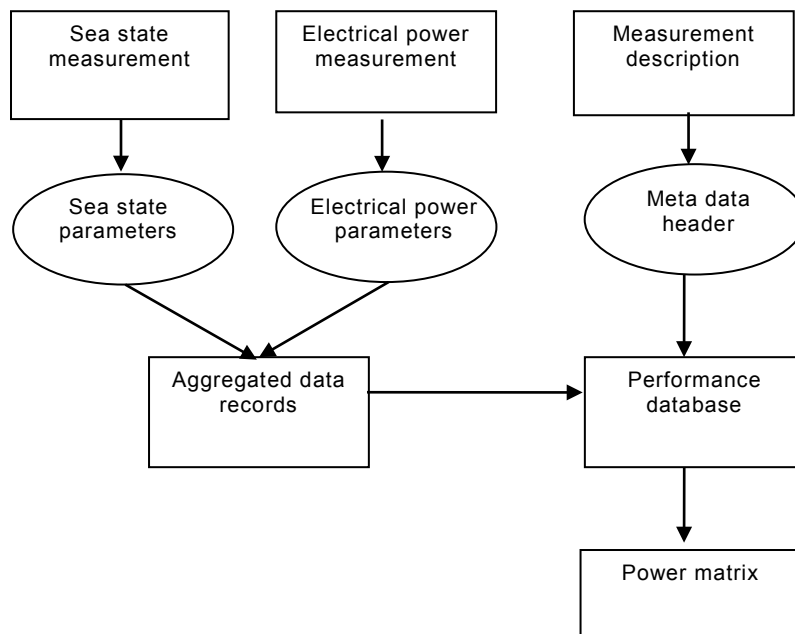 Sea state
measurement
Electrical power
measurement
Measurement
description
Sea state
parameters
Electrical power
parameters
Meta data
header
Aggregated data
records
Performance
database
Power matrix